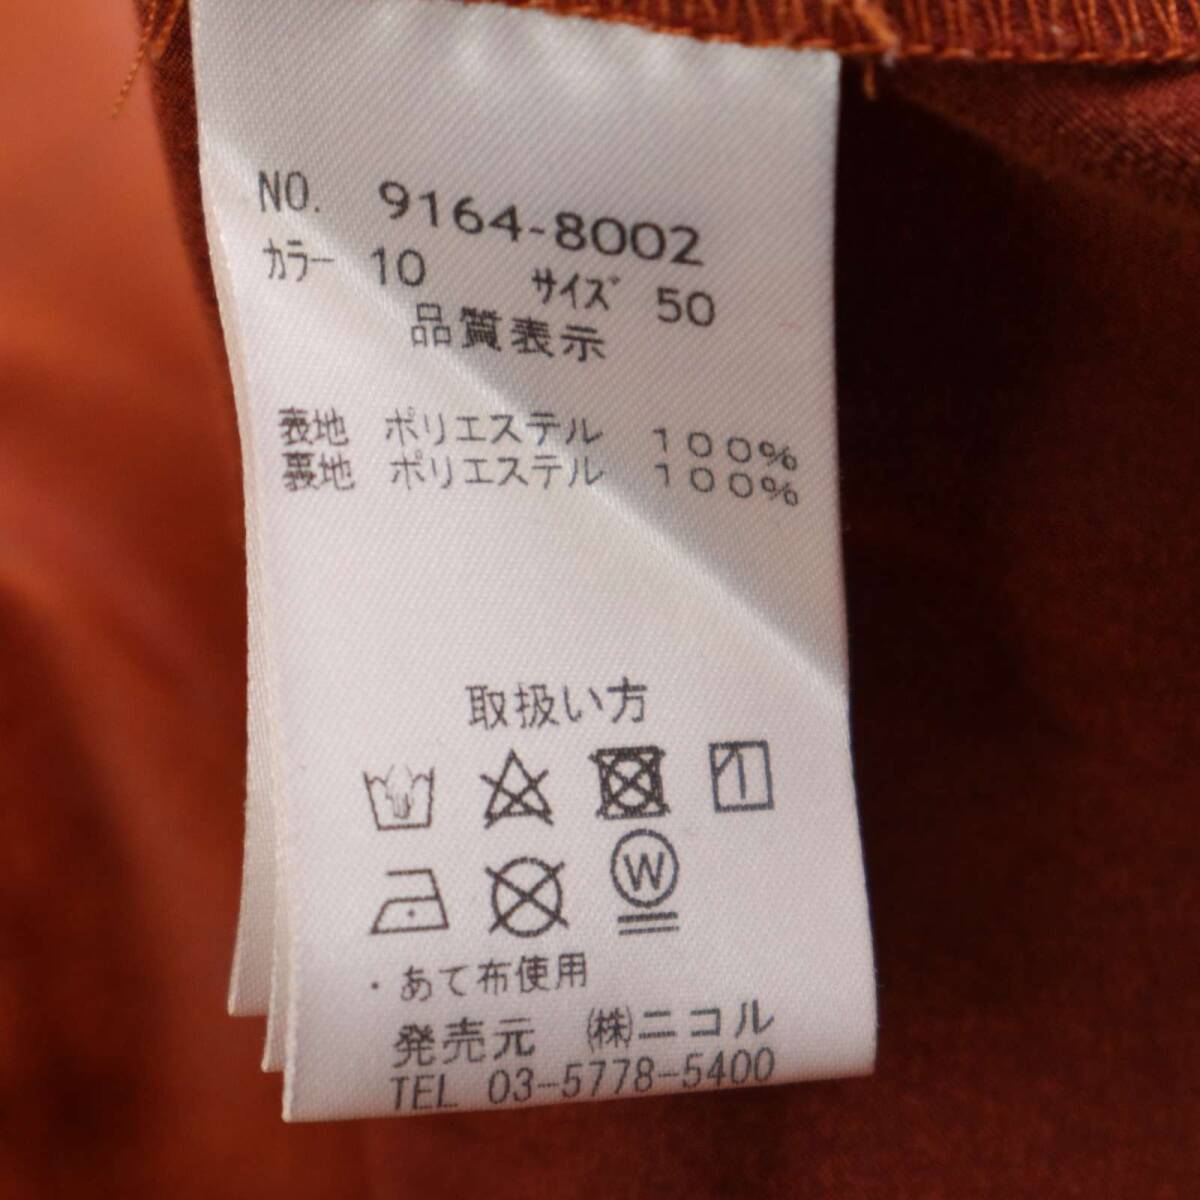 NO. 9164-8002
カラー 10 サイズ 50
品質表示
表地 ポリエステル 100%
裏地 ポリエステル 100%
取扱い方
W
・あて布使用
発売元 (株)ニコル
TEL 03-5778-5400